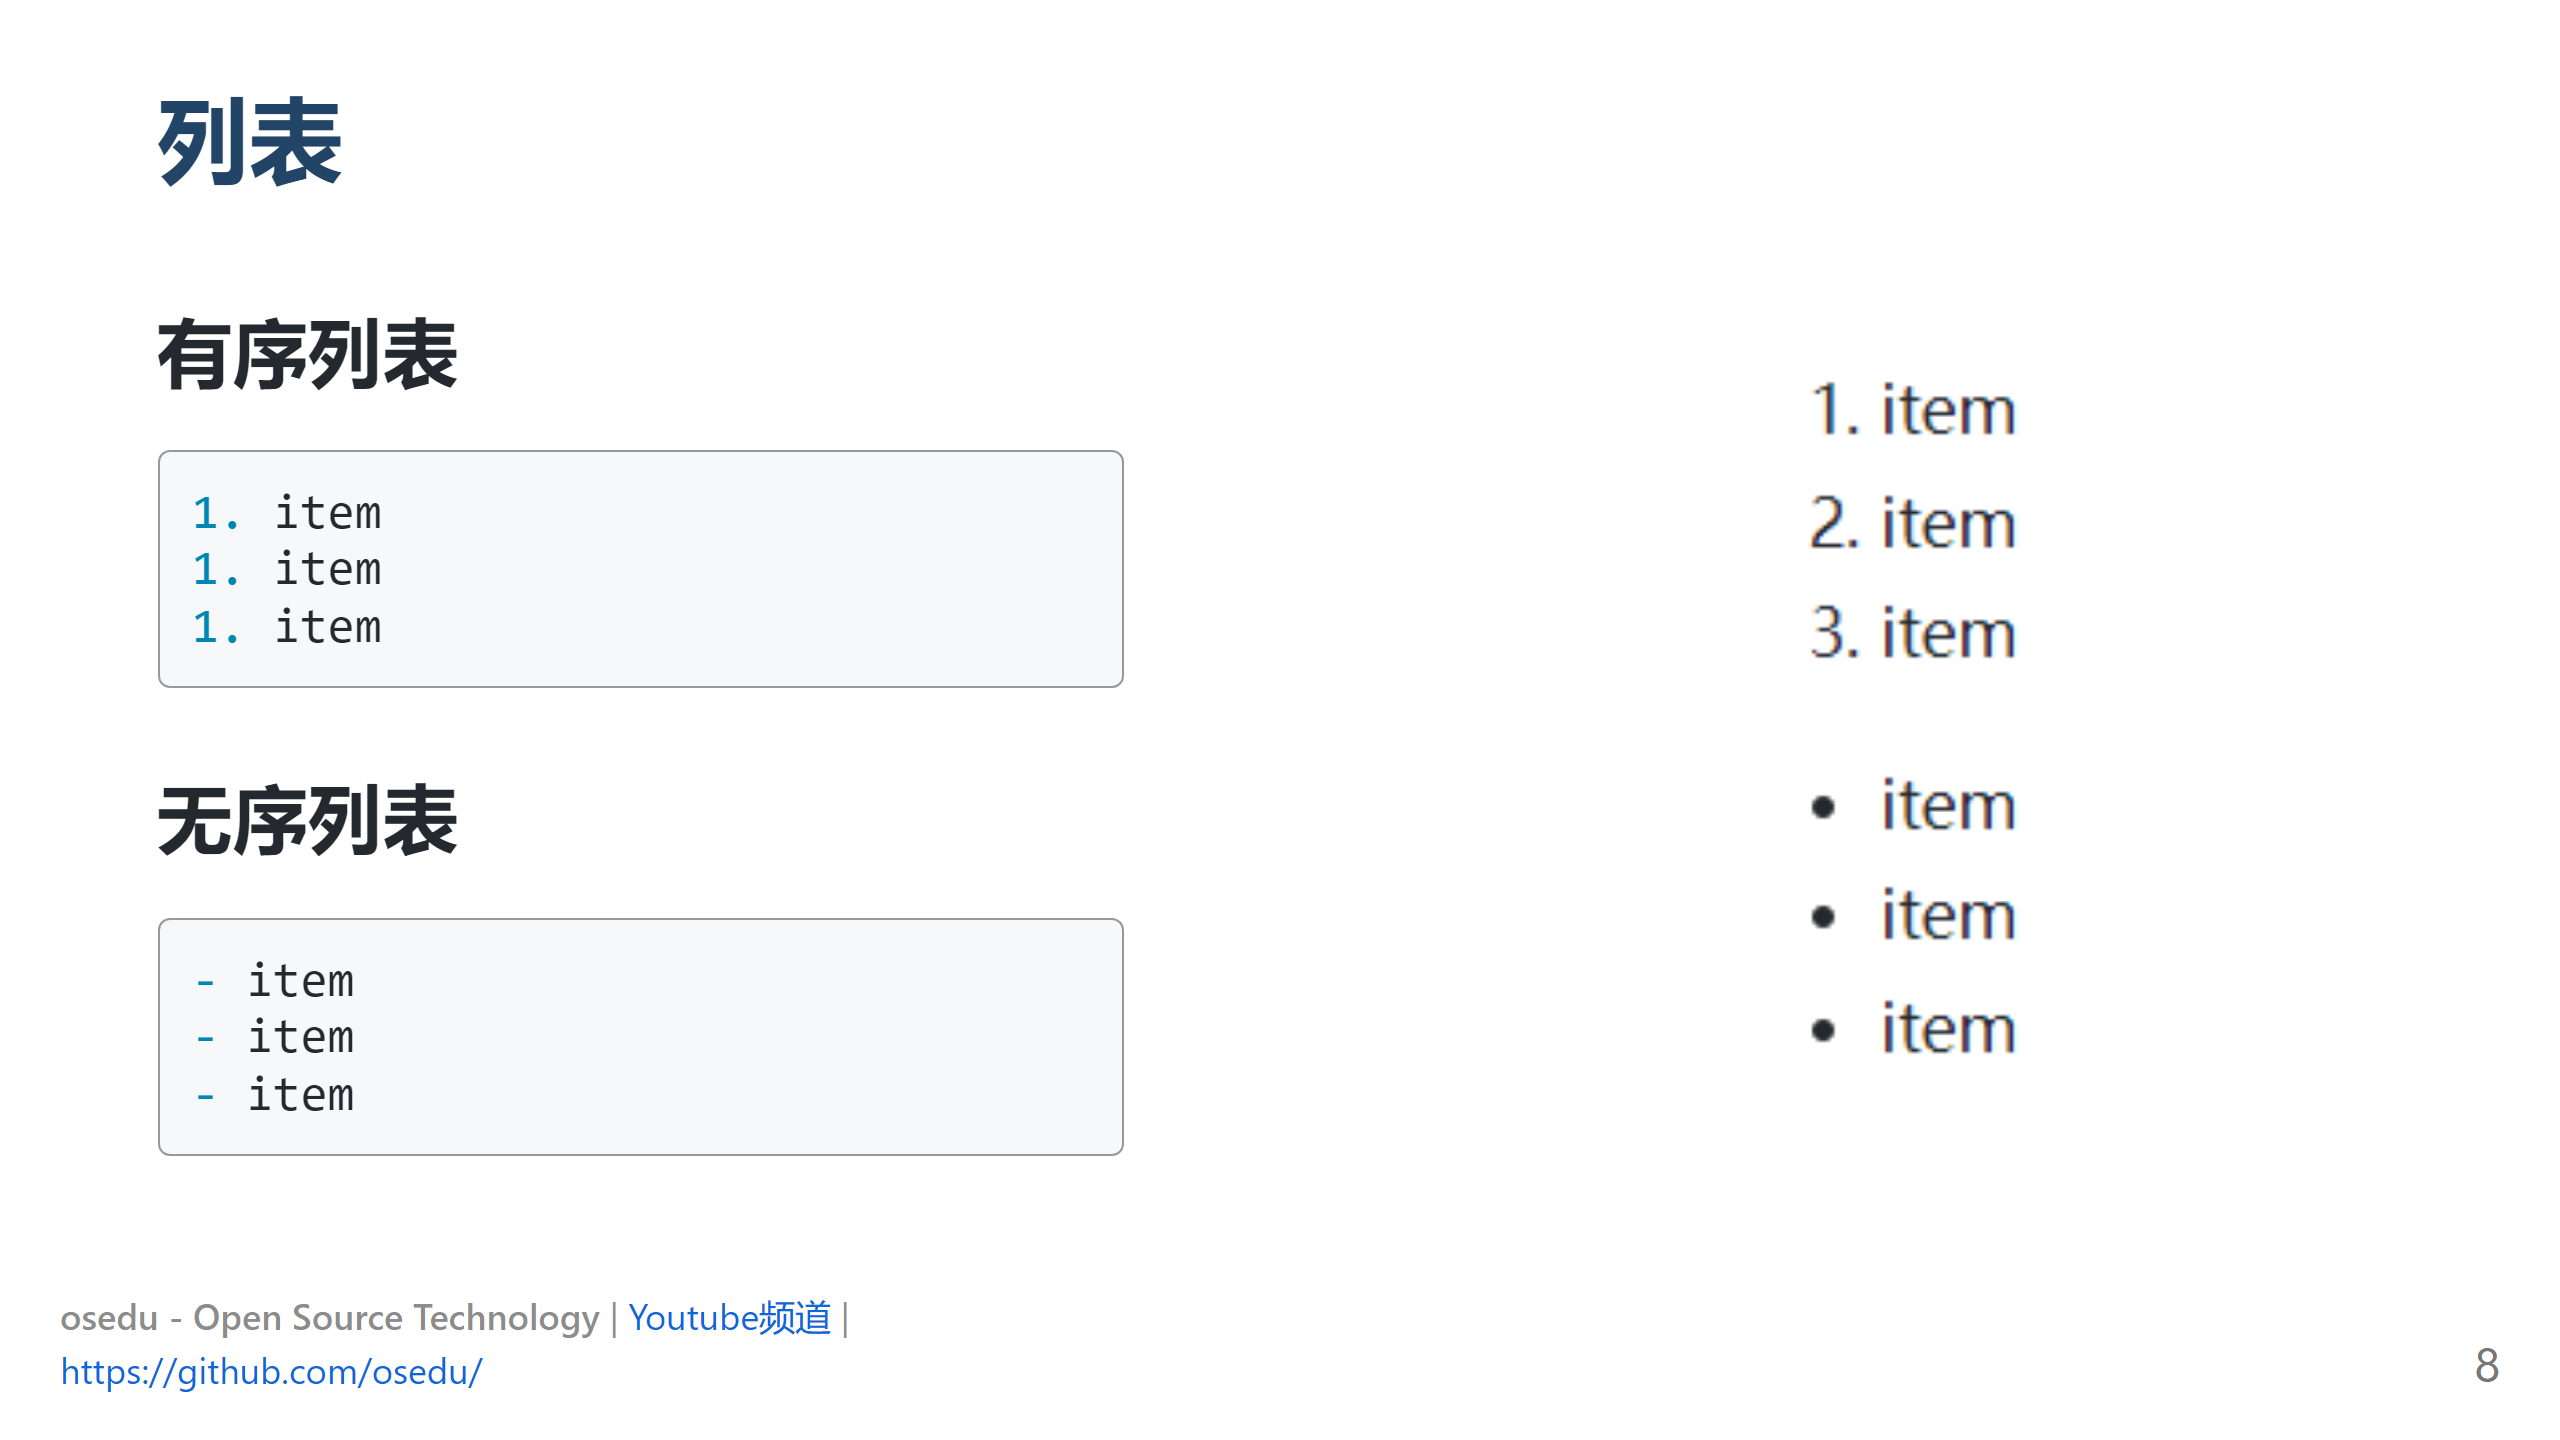 列表
有序列表
1. item
1. item
1. item
无序列表
- item
- item
- item
1. item
2. item
3. item
• item
• item
• item
osedu - Open Source Technology | Youtube频道 |
https://github.com/osedu/
8